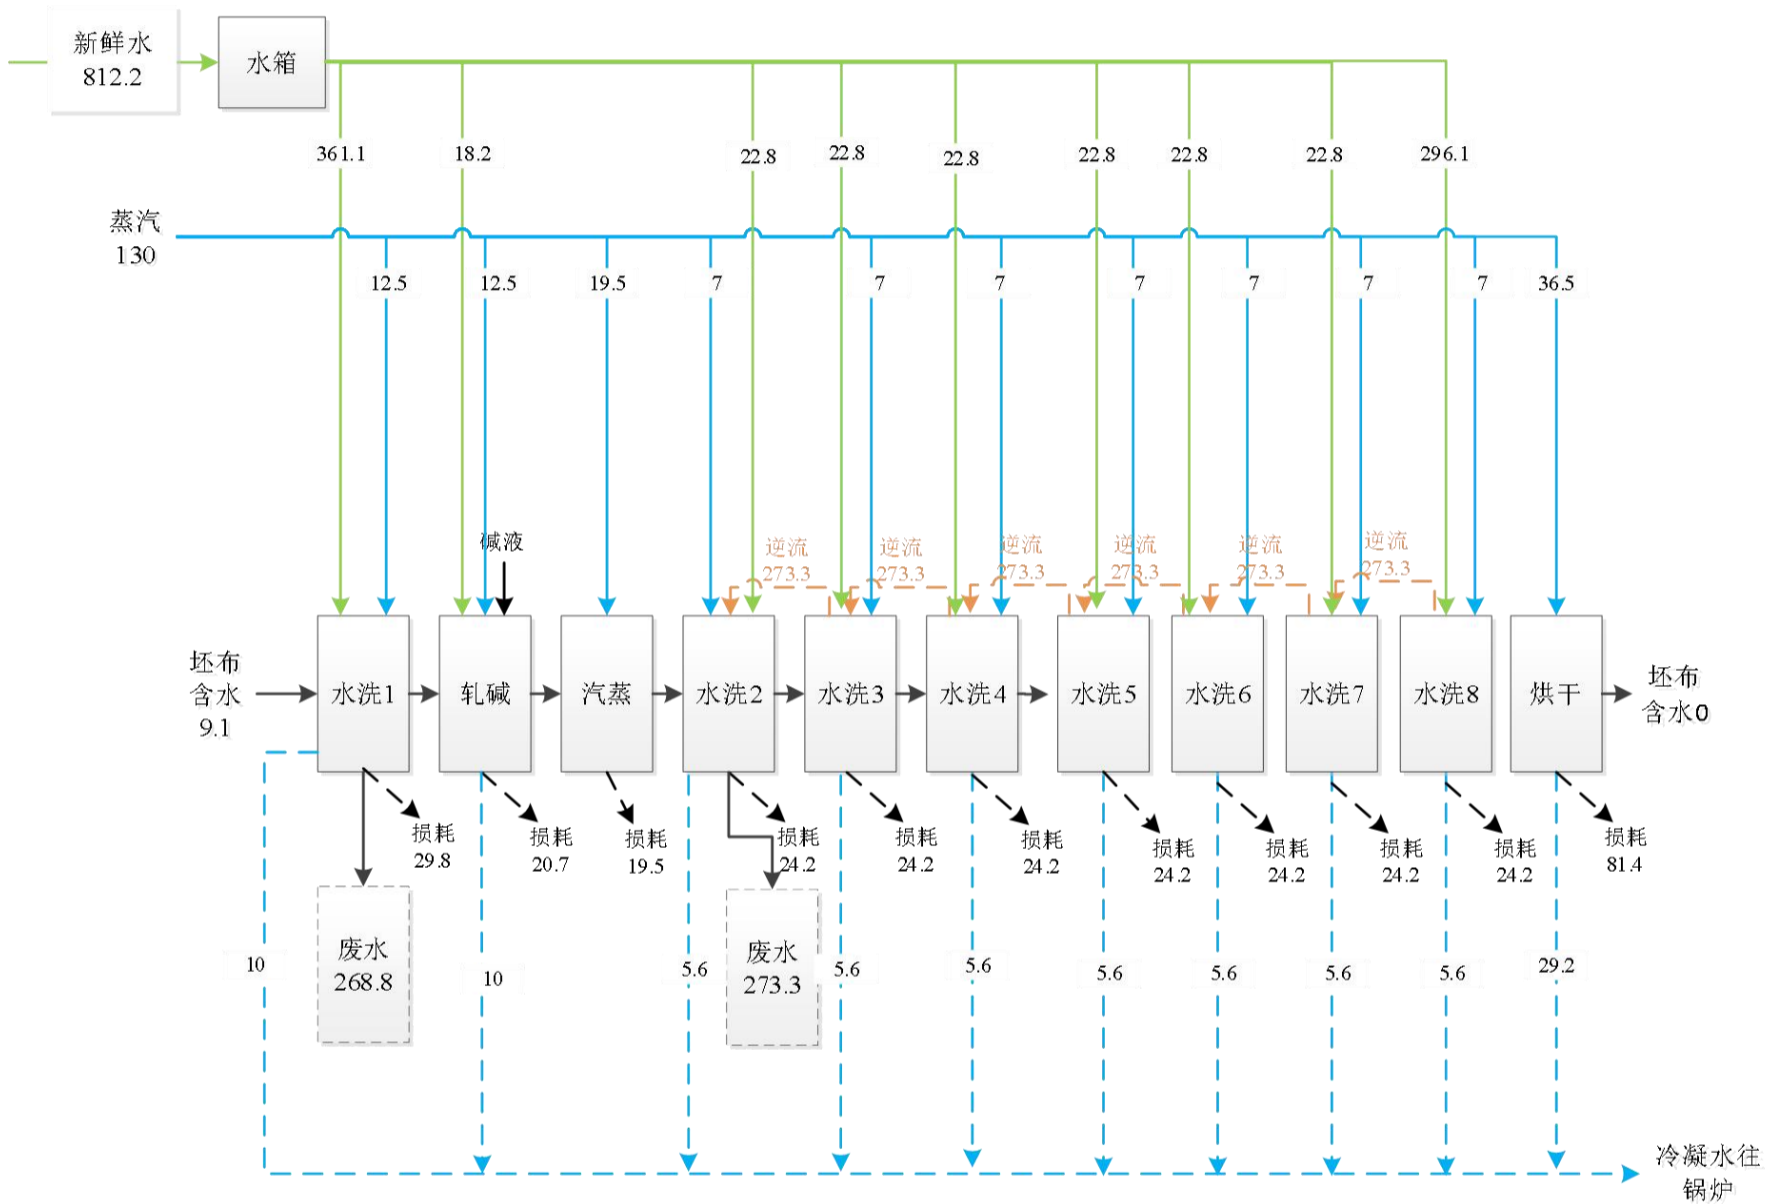 新鲜水
812.2
水箱
361.1
18.2
22.8
22.8
22.8
22.8
22.8
22.8
296.1
蒸汽
130
12.5
12.5
19.5
7
7
7
7
7
7
7
36.5
碱液
逆流
273.3
逆流
273.3
逆流
273.3
逆流
273.3
逆流
273.3
逆流
273.3
坯布
含水
9.1
水洗1
轧碱
汽蒸
水洗2
水洗3
水洗4
水洗5
水洗6
水洗7
水洗8
烘干
坯布
含水0
损耗
29.8
损耗
20.7
损耗
19.5
损耗
24.2
损耗
24.2
损耗
24.2
损耗
24.2
损耗
24.2
损耗
24.2
损耗
24.2
损耗
81.4
10
废水
268.8
10
5.6
废水
273.3
5.6
5.6
5.6
5.6
5.6
5.6
29.2
冷凝水往
锅炉